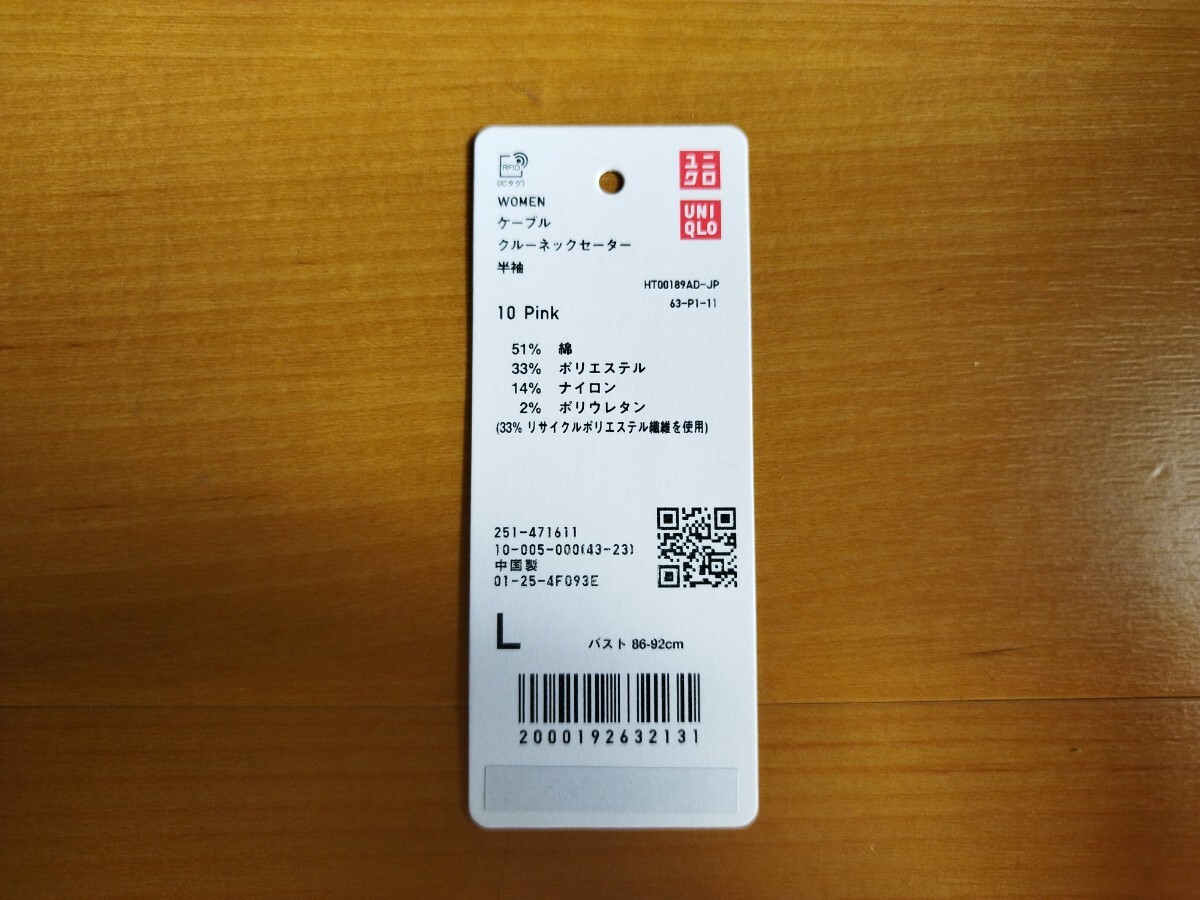 RFID
(ICタグ)
ユニ
クロ
UNI
QLO
WOMEN
ケーブル
クルーネックセーター
半袖
HT00189AD-JP
63-P1-11
10 Pink
51% 綿
33% ポリエステル
14% ナイロン
2% ポリウレタン
(33% リサイクルポリエステル繊維を使用)
251-471611
10-005-000(43-23)
中国製
01-25-4F093E
L
バスト 86-92cm
2000192632131